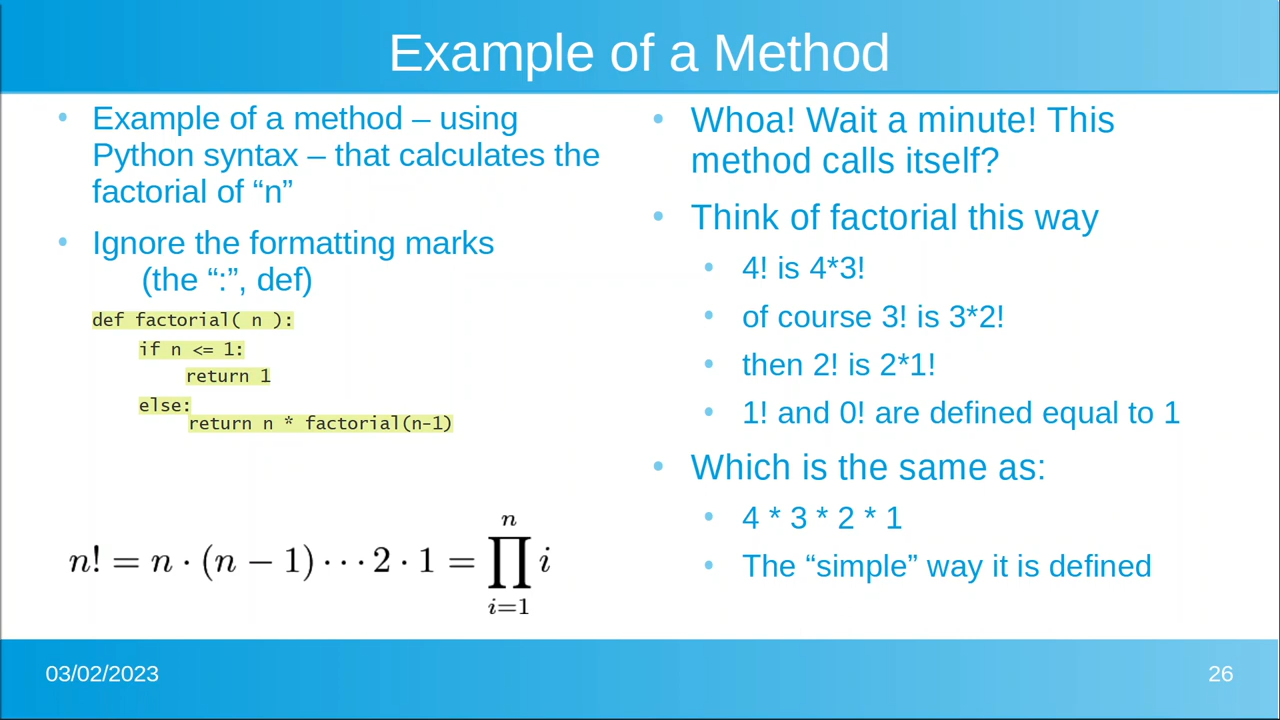 Example of a Method
• Example of a method – using
Python syntax – that calculates the
factorial of “n”
• Ignore the formatting marks
(the “:”, def)
def factorial( n ):
if n <= 1:
return 1
else:
return n * factorial(n-1)
n! = n · (n − 1) · · · 2 · 1 = ∏ i
n
i=1
• Whoa! Wait a minute! This
method calls itself?
• Think of factorial this way
• 4! is 4*3!
• of course 3! is 3*2!
• then 2! is 2*1!
• 1! and 0! are defined equal to 1
• Which is the same as:
• 4 * 3 * 2 * 1
• The “simple” way it is defined
03/02/2023
26